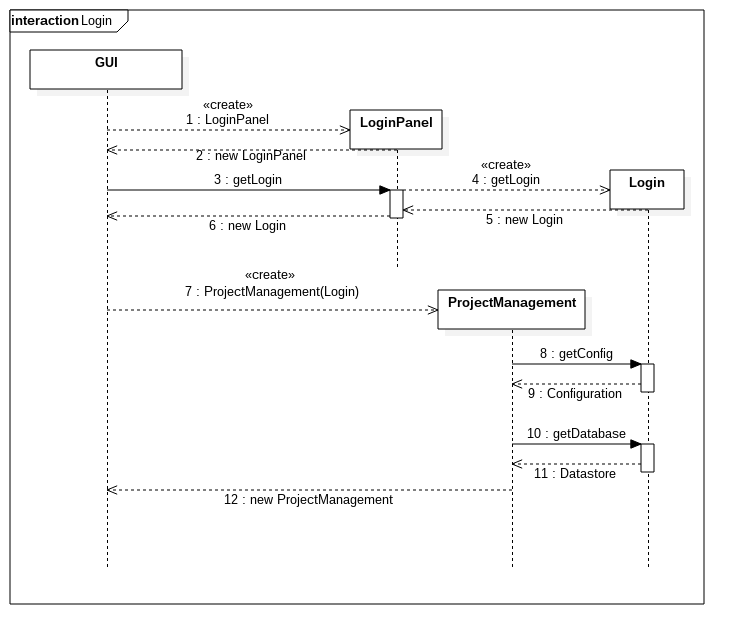 interaction Login
GUI
«create»
1 : LoginPanel
LoginPanel
2 : new LoginPanel
«create»
3 : getLogin
4 : getLogin
Login
5 : new Login
6 : new Login
«create»
7 : ProjectManagement(Login)
ProjectManagement
8 : getConfig
9 : Configuration
10 : getDatabase
11 : Datastore
12 : new ProjectManagement